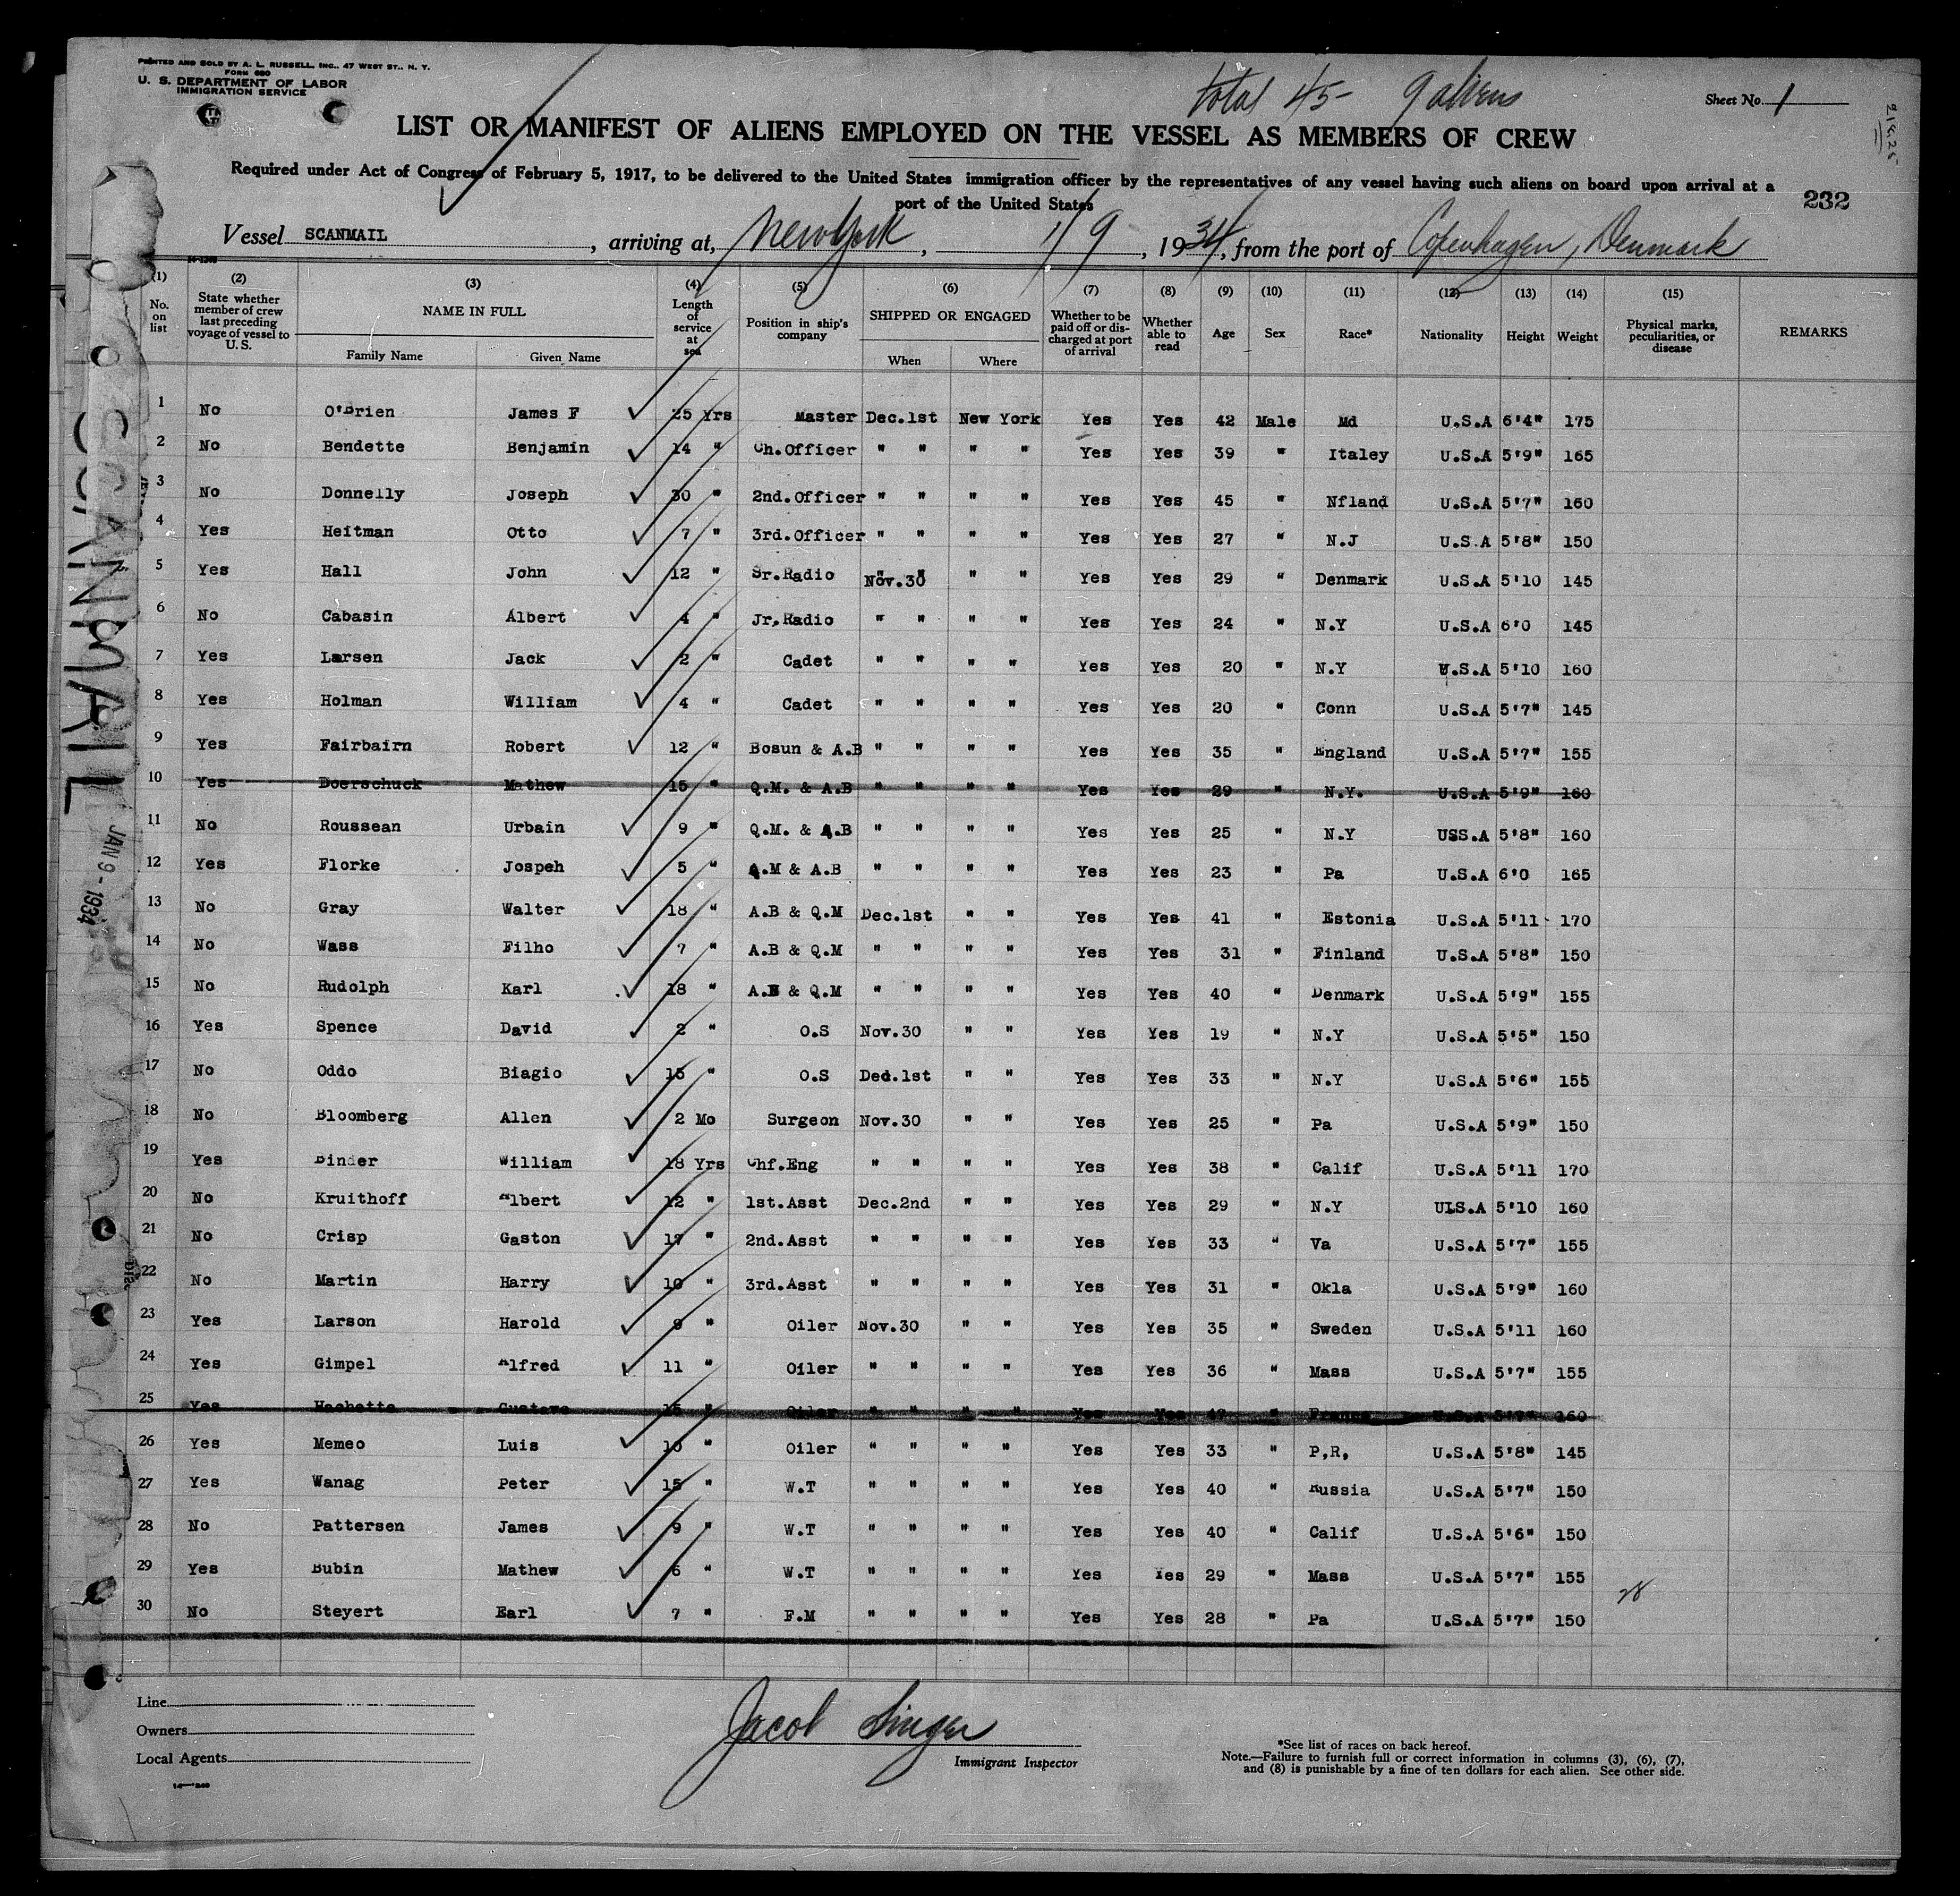 PRINTED AND SOLD BY A. L. RUSSELL, INC., 47 WEST ST., N. Y.
FORM 680
U. S. DEPARTMENT OF LABOR
IMMIGRATION SERVICE
total 45- 9 aliens
Sheet No. 1
LIST OR MANIFEST OF ALIENS EMPLOYED ON THE VESSEL AS MEMBERS OF CREW
Required under Act of Congress of February 5, 1917, to be delivered to the United States immigration officer by the representatives of any vessel having such aliens on board upon arrival at a
port of the United States
232
Vessel SCANMAIL, arriving at, New York, 1/9, 1934, from the port of Copenhagen, Denmark
(1) (2) (3) (4) (5) (6) (7) (8) (9) (10) (11) (12) (13) (14) (15)
No. on list State whether member of crew last preceding voyage of vessel to U. S. NAME IN FULL Family Name Given Name Length of service at sea Position in ship's company SHIPPED OR ENGAGED When Where Whether to be paid off or discharged at port of arrival Whether able to read Age Sex Race* Nationality Height Weight Physical marks, peculiarities, or disease REMARKS
1 No O'Brien James F 25 Yrs Master Dec.1st New York Yes Yes 42 Male Md U.S.A 6'4" 175
2 No Bendette Benjamin 14 " Ch.Officer " " " " Yes Yes 39 " Italey U.S.A 5'9" 165
3 No Donnelly Joseph 30 " 2nd.Officer " " " " Yes Yes 45 " Nfland U.S.A 5'7" 160
4 Yes Heitman Otto 7 " 3rd.Officer " " " " Yes Yes 27 " N.J U.S.A 5'8" 150
5 Yes Hall John 12 " Sr.Radio Nov.30 " " Yes Yes 29 " Denmark U.S.A 5'10 145
6 No Cabasin Albert 4 " Jr,Radio " " " " Yes Yes 24 " N.Y U.S.A 6'0 145
7 Yes Larsen Jack 2 " Cadet " " " " Yes Yes 20 " N.Y U.S.A 5'10 160
8 Yes Holman William 4 " Cadet " " " " Yes Yes 20 " Conn U.S.A 5'7" 145
9 Yes Fairbairn Robert 12 " Bosun & A.B " " " " Yes Yes 35 " England U.S.A 5'7" 155
10 Yes Doerschuck Mathew 15 " Q.M. & A.B " " " " Yes Yes 29 " N.Y. U.S.A 5'9" 160
11 No Roussean Urbain 9 " Q.M. & A.B " " " " Yes Yes 25 " N.Y USS.A 5'8" 160
12 Yes Florke Jospeh 5 " Q.M & A.B " " " " Yes Yes 23 " Pa U.S.A 6'0 165
13 No Gray Walter 18 " A.B & Q.M Dec.1st " " Yes Yes 41 " Estonia U.S.A 5'11 170
14 No Wass Filho 7 " A.B & Q.M " " " " Yes Yes 31 " Finland U.S.A 5'8" 150
15 No Rudolph Karl 18 " A.B & Q.M " " " " Yes Yes 40 " Denmark U.S.A 5'9" 155
16 Yes Spence David 2 " O.S Nov.30 " " Yes Yes 19 " N.Y U.S.A 5'5" 150
17 No Oddo Biagio 15 " O.S Dec.1st " " Yes Yes 33 " N.Y U.S.A 5'6" 155
18 No Bloomberg Allen 2 Mo Surgeon Nov.30 " " Yes Yes 25 " Pa U.S.A 5'9" 150
19 Yes Binder William 18 Yrs Chf.Eng " " " " Yes Yes 38 " Calif U.S.A 5'11 170
20 No Kruithoff Albert 12 " 1st.Asst Dec.2nd " " Yes Yes 29 " N.Y UIS.A 5'10 160
21 No Crisp Gaston 17 " 2nd.Asst " " " " Yes Yes 33 " Va U.S.A 5'7" 155
22 No Martin Harry 10 " 3rd.Asst " " " " Yes Yes 31 " Okla U.S.A 5'9" 160
23 Yes Larson Harold 9 " Oiler Nov.30 " " Yes Yes 35 " Sweden U.S.A 5'11 160
24 Yes Gimpel Alfred 11 " Oiler " " " " Yes Yes 36 " Mass U.S.A 5'7" 155
25 Yes Hachette Gustave 15 " Oiler " " " " Yes Yes 47 " France U.S.A 5'7" 160
26 Yes Memeo Luis 10 " Oiler " " " " Yes Yes 33 " P,R, U.S.A 5'8" 145
27 Yes Wanag Peter 15 " W.T " " " " Yes Yes 40 " Russia U.S.A 5'7" 150
28 No Pattersen James 9 " W.T " " " " Yes Yes 40 " Calif U.S.A 5'6" 150
29 Yes Bubin Mathew 6 " W.T " " " " Yes Yes 29 " Mass U.S.A 5'7" 155
30 No Steyert Earl 7 " F.M " " " " Yes Yes 28 " Pa U.S.A 5'7" 150
28
SCANMAIL
JAN 9 - 1934
Line
Owners
Local Agents
Jacob Singer
Immigrant Inspector
*See list of races on back hereof.
Note.—Failure to furnish full or correct information in columns (3), (6), (7),
and (8) is punishable by a fine of ten dollars for each alien. See other side.